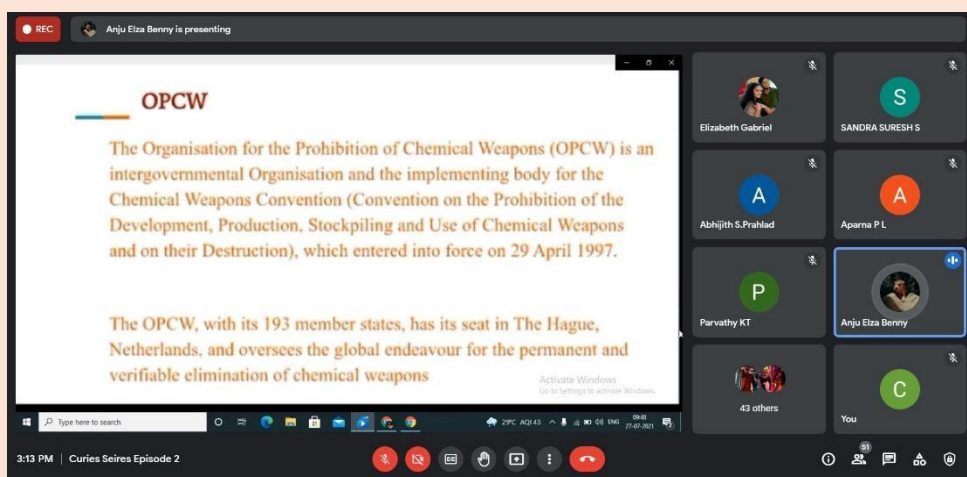 REC
Anju Elza Benny is presenting
OPCW
The Organisation for the Prohibition of Chemical Weapons (OPCW) is an
intergovernmental Organisation and the implementing body for the
Chemical Weapons Convention (Convention on the Prohibition of the
Development, Production, Stockpiling and Use of Chemical Weapons
and on their Destruction), which entered into force on 29 April 1997.
The OPCW, with its 193 member states, has its seat in The Hague,
Netherlands, and oversees the global endeavour for the permanent and
verifiable elimination of chemical weapons
Activate Windows
Go to Settings to activate Windows.
Type here to search
29°C AQI 43
ENG
27-07-2021
Elizabeth Gabriel
S
SANDRA SURESH S
A
Abhijith S.Prahlad
A
Aparna P L
P
Parvathy KT
Anju Elza Benny
43 others
C
You
3:13 PM | Curies Seires Episode 2
51